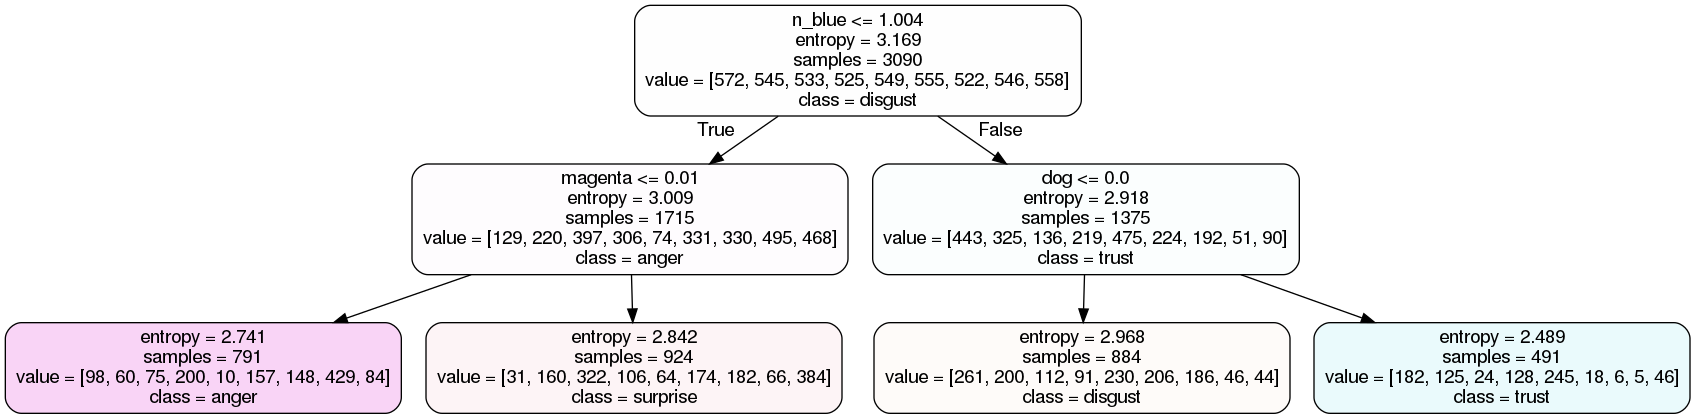 n_blue <= 1.004
entropy = 3.169
samples = 3090
value = [572, 545, 533, 525, 549, 555, 522, 546, 558]
class = disgust
True
False
magenta <= 0.01
entropy = 3.009
samples = 1715
value = [129, 220, 397, 306, 74, 331, 330, 495, 468]
class = anger
dog <= 0.0
entropy = 2.918
samples = 1375
value = [443, 325, 136, 219, 475, 224, 192, 51, 90]
class = trust
entropy = 2.741
samples = 791
value = [98, 60, 75, 200, 10, 157, 148, 429, 84]
class = anger
entropy = 2.842
samples = 924
value = [31, 160, 322, 106, 64, 174, 182, 66, 384]
class = surprise
entropy = 2.968
samples = 884
value = [261, 200, 112, 91, 230, 206, 186, 46, 44]
class = disgust
entropy = 2.489
samples = 491
value = [182, 125, 24, 128, 245, 18, 6, 5, 46]
class = trust